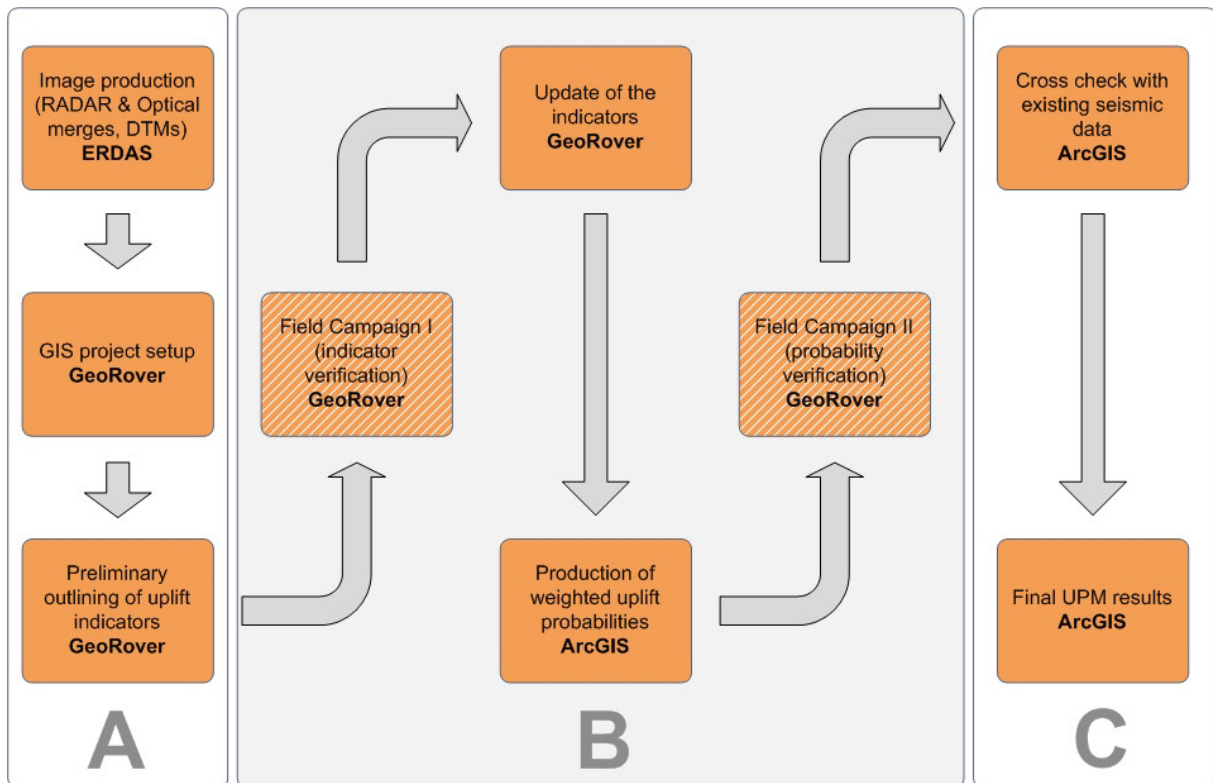 Image production
(RADAR & Optical
merges, DTMs)
ERDAS
GIS project setup
GeoRover
Preliminary
outlining of uplift
indicators
GeoRover
A
Field Campaign I
(indicator
verification)
GeoRover
Update of the
indicators
GeoRover
Production of
weighted uplift
probabilities
ArcGIS
Field Campaign II
(probability
verification)
GeoRover
B
Cross check with
existing seismic
data
ArcGIS
Final UPM results
ArcGIS
C